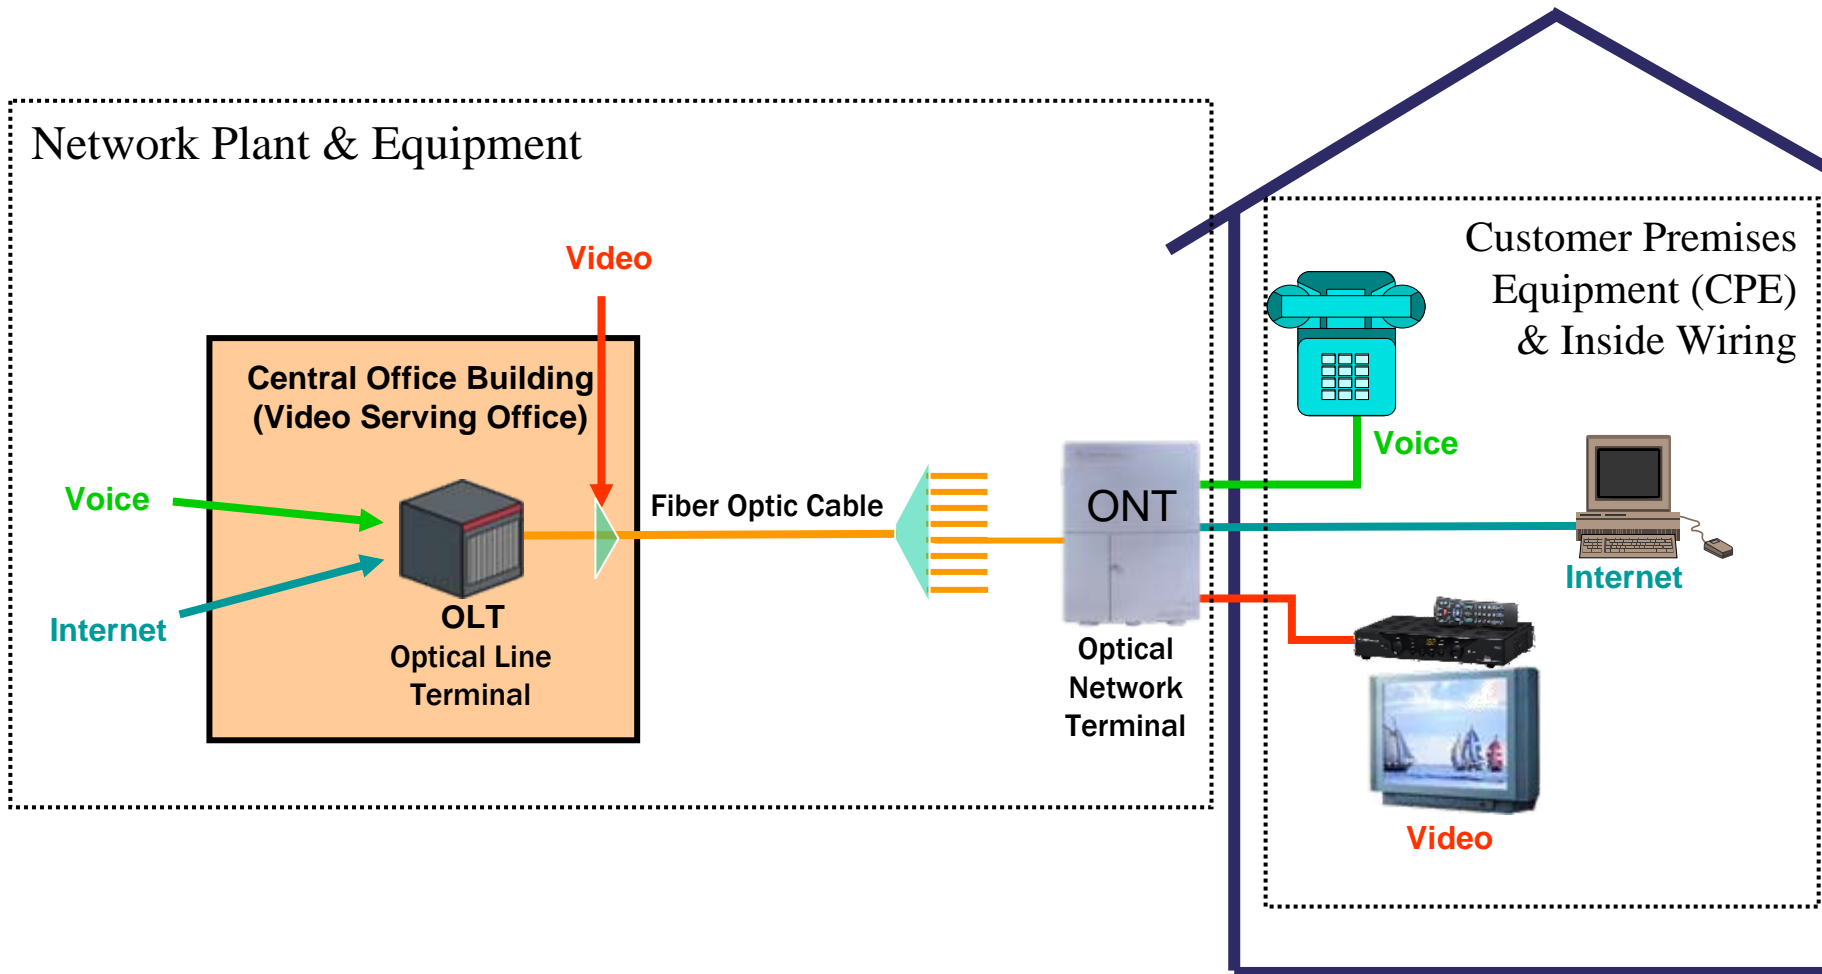 Network Plant & Equipment
Customer Premises
Equipment (CPE)
& Inside Wiring
Video
Central Office Building
(Video Serving Office)
Voice
Internet
OLT
Optical Line
Terminal
Fiber Optic Cable
ONT
Optical
Network
Terminal
Voice
Internet
Video